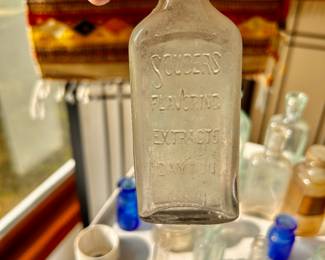 SOUDERS
FLAVORING
EXTRACTS
DAYTON